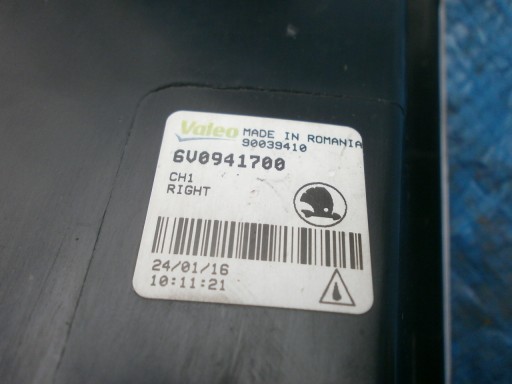 Valeo MADE IN ROMANIA
90039410
6V0941700
CH1
RIGHT
24/01/16
10:11:21